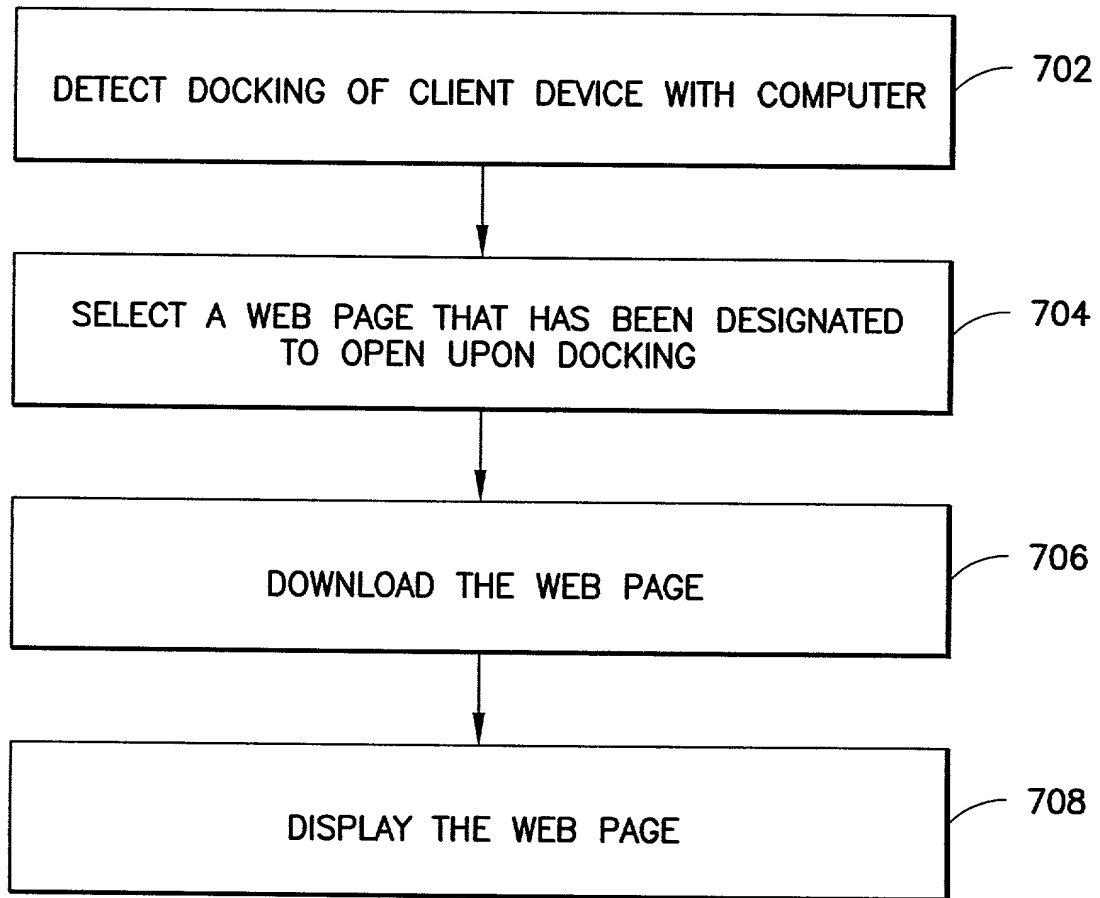 DETECT DOCKING OF CLIENT DEVICE WITH COMPUTER
702
SELECT A WEB PAGE THAT HAS BEEN DESIGNATED
TO OPEN UPON DOCKING
704
DOWNLOAD THE WEB PAGE
706
DISPLAY THE WEB PAGE
708